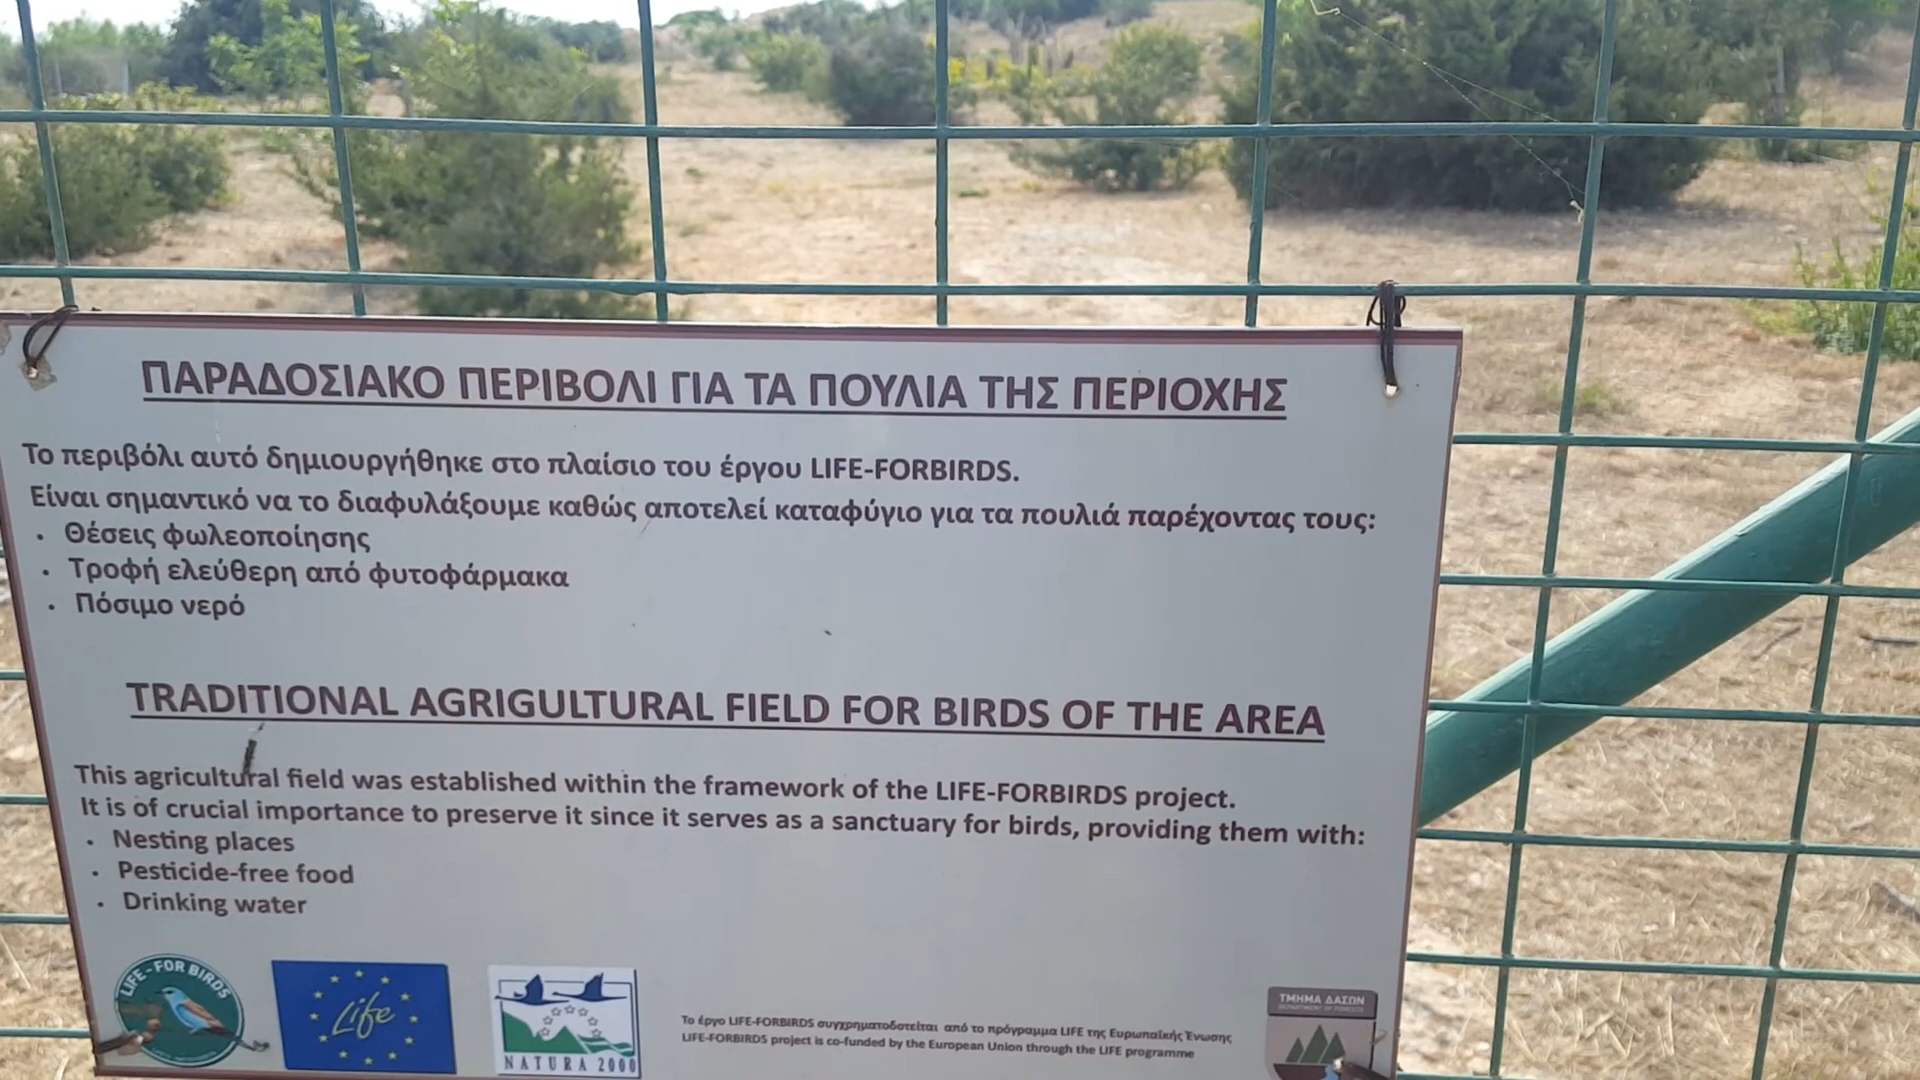 ΠΑΡΑΔΟΣΙΑΚΟ ΠΕΡΙΒΟΛΙ ΓΙΑ ΤΑ ΠΟΥΛΙΑ ΤΗΣ ΠΕΡΙΟΧΗΣ
Το περιβόλι αυτό δημιουργήθηκε στο πλαίσιο του έργου LIFE-FORBIRDS.
Είναι σημαντικό να το διαφυλάξουμε καθώς αποτελεί καταφύγιο για τα πουλιά παρέχοντας τους:
· Θέσεις φωλεοποίησης
· Τροφή ελεύθερη από φυτοφάρμακα
· Πόσιμο νερό
TRADITIONAL AGRIGULTURAL FIELD FOR BIRDS OF THE AREA
This agricultural field was established within the framework of the LIFE-FORBIRDS project.
It is of crucial importance to preserve it since it serves as a sanctuary for birds, providing them with:
· Nesting places
· Pesticide-free food
· Drinking water
LIFE-FOR BIRDS
Life
NATURA 2000
Το έργο LIFE-FORBIRDS συγχρηματοδοτείται από το πρόγραμμα LIFE της Ευρωπαϊκής Ένωσης
LIFE-FORBIRDS project is co-funded by the European Union through the LIFE programme
ΤΜΗΜΑ ΔΑΣΩΝ
DEPARTMENT OF FORESTS